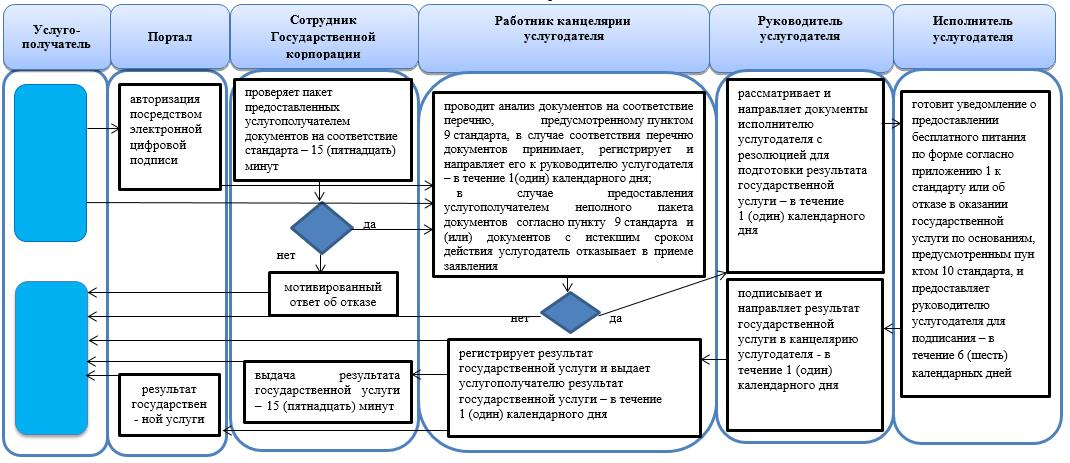 Услуго-
получатель
Портал
Сотрудник
Государственной
корпорации
Работник канцелярии
услугодателя
Руководитель
услугодателя
Исполнитель
услугодателя
авторизация
посредством
электронной
цифровой
подписи
проверяет пакет
предоставленных
услугополучателем
документов на соответствие
стандарта – 15 (пятнадцать)
минут
да
нет
мотивированный
ответ об отказе
проводит анализ документов на соответствие
перечню, предусмотренному пунктом
9 стандарта, в случае соответствия перечню
документов принимает, регистрирует и
направляет его к руководителю услугодателя
– в течение 1(один) календарного дня;
в случае предоставления
услугополучателем неполного пакета
документов согласно пункту 9 стандарта и
(или) документов с истекшим сроком
действия услугодатель отказывает в приеме
заявления
нет
да
рассматривает и
направляет документы
исполнителю
услугодателя с
резолюцией для
подготовки результата
государственной
услуги – в течение
1 (один) календарного
дня
готовит уведомление о
предоставлении
бесплатного питания
по форме согласно
приложению 1 к
стандарту или об
отказе в оказании
государственной
услуги по основаниям,
предусмотренным пун
ктом 10 стандарта, и
предоставляет
руководителю
услугодателя для
подписания – в
течение 6 (шесть)
календарных дней
подписывает и
направляет результат
государственной
услуги в канцелярию
услугодателя - в
течение 1 (один)
календарного дня
регистрирует результат
государственной услуги и выдает
услугополучателю результат
государственной услуги – в течение
1 (один) календарного дня
выдача результата
государственной услуги
– 15 (пятнадцать) минут
результат
государствен
- ной услуги